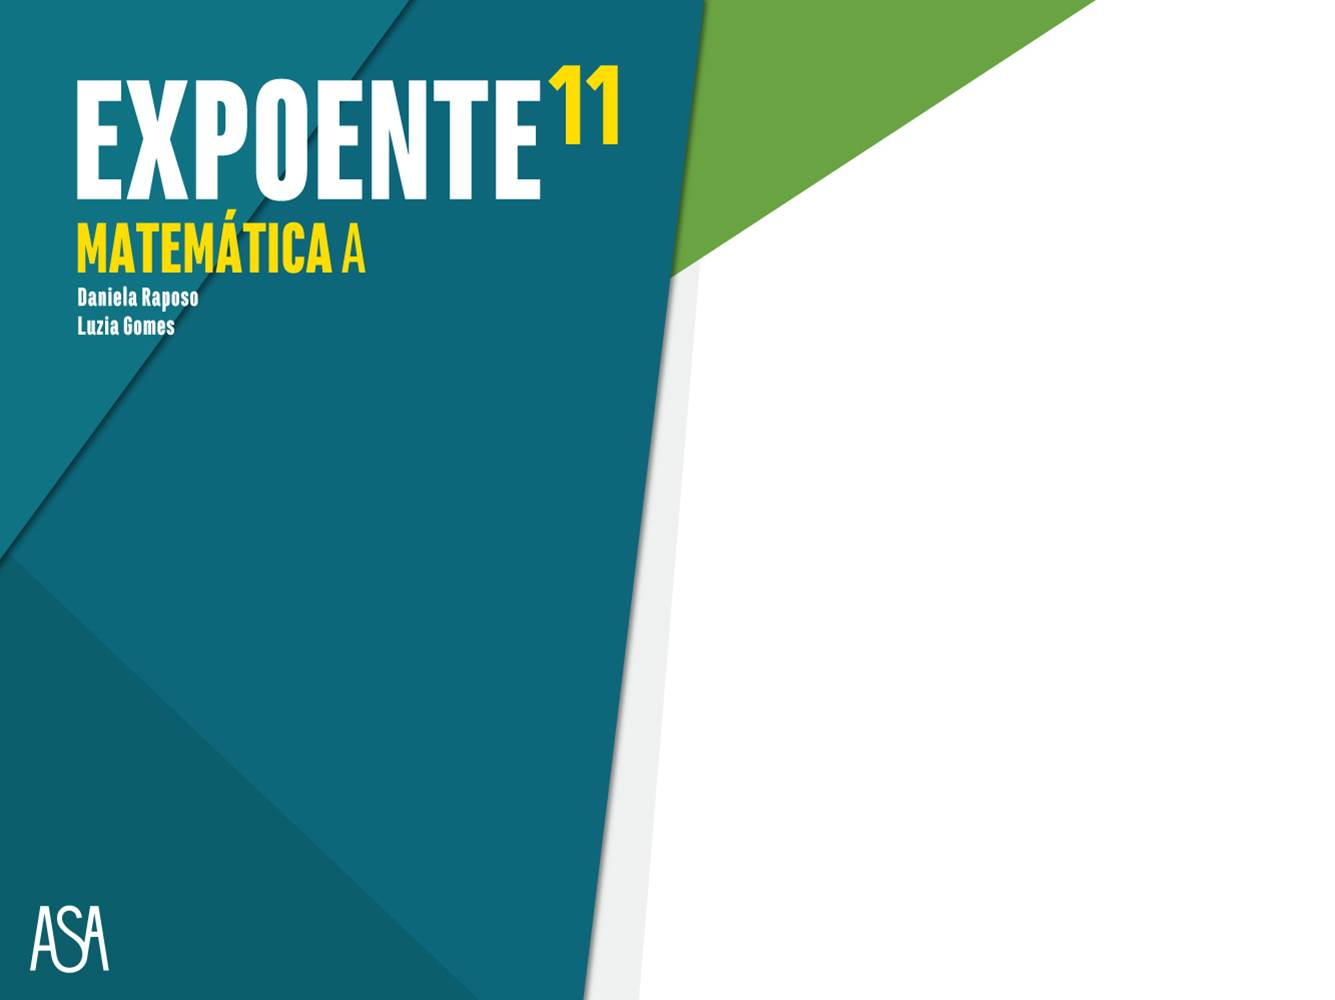 EXPOENTE11
MATEMÁTICA A
Daniela Raposo
Luzia Gomes
ASA